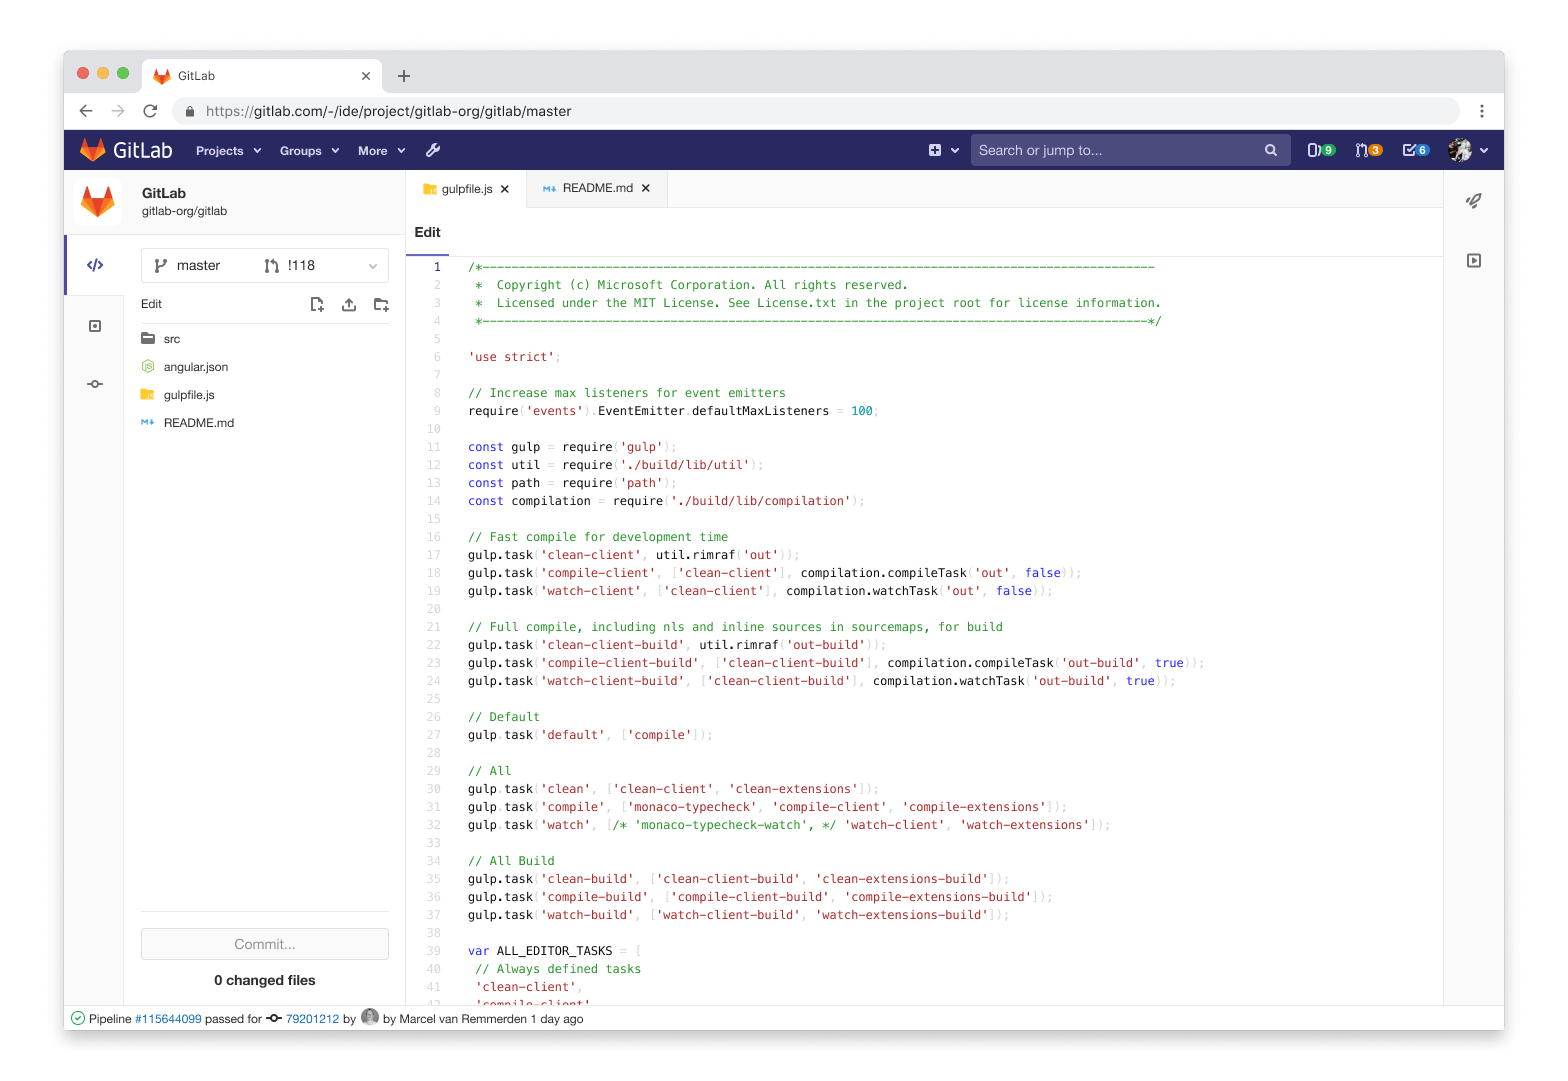 GitLab
https://gitlab.com/-/ide/project/gitlab-org/gitlab/master
GitLab Projects Groups More Search or jump to... 9 3 6
GitLab
gitlab-org/gitlab
master !118
Edit
src
angular.json
gulpfile.js
README.md
Commit...
0 changed files
gulpfile.js README.md
Edit
1 /*---------------------------------------------------------------------------------------------
2 *  Copyright (c) Microsoft Corporation. All rights reserved.
3 *  Licensed under the MIT License. See License.txt in the project root for license information.
4 *--------------------------------------------------------------------------------------------*/
5
6 'use strict';
7
8 // Increase max listeners for event emitters
9 require('events').EventEmitter.defaultMaxListeners = 100;
10
11 const gulp = require('gulp');
12 const util = require('./build/lib/util');
13 const path = require('path');
14 const compilation = require('./build/lib/compilation');
15
16 // Fast compile for development time
17 gulp.task('clean-client', util.rimraf('out'));
18 gulp.task('compile-client', ['clean-client'], compilation.compileTask('out', false));
19 gulp.task('watch-client', ['clean-client'], compilation.watchTask('out', false));
20
21 // Full compile, including nls and inline sources in sourcemaps, for build
22 gulp.task('clean-client-build', util.rimraf('out-build'));
23 gulp.task('compile-client-build', ['clean-client-build'], compilation.compileTask('out-build', true));
24 gulp.task('watch-client-build', ['clean-client-build'], compilation.watchTask('out-build', true));
25
26 // Default
27 gulp.task('default', ['compile']);
28
29 // All
30 gulp.task('clean', ['clean-client', 'clean-extensions']);
31 gulp.task('compile', ['monaco-typecheck', 'compile-client', 'compile-extensions']);
32 gulp.task('watch', [/* 'monaco-typecheck-watch', */ 'watch-client', 'watch-extensions']);
33
34 // All Build
35 gulp.task('clean-build', ['clean-client-build', 'clean-extensions-build']);
36 gulp.task('compile-build', ['compile-client-build', 'compile-extensions-build']);
37 gulp.task('watch-build', ['watch-client-build', 'watch-extensions-build']);
38
39 var ALL_EDITOR_TASKS = [
40 // Always defined tasks
41 'clean-client',
42 'compile-client'
Pipeline #115644099 passed for 79201212 by by Marcel van Remmerden 1 day ago